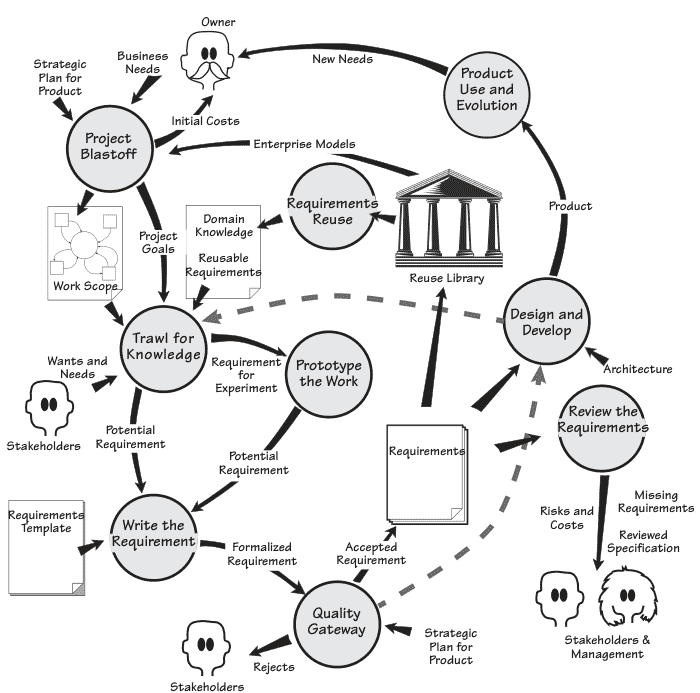 Owner
Strategic
Plan for
Product
Business
Needs
New Needs
Product
Use and
Evolution
Initial Costs
Project
Blastoff
Enterprise Models
Requirements
Reuse
Domain
Knowledge
Reusable
Requirements
Product
Project
Goals
Work Scope
Reuse Library
Design and
Develop
Trawl for
Knowledge
Wants and
Needs
Requirement
for
Experiment
Prototype
the Work
Architecture
Review the
Requirements
Stakeholders
Potential
Requirement
Potential
Requirement
Requirements
Requirements
Template
Write the
Requirement
Risks and
Costs
Missing
Requirements
Reviewed
Specification
Formalized
Requirement
Accepted
Requirement
Quality
Gateway
Strategic
Plan for
Product
Stakeholders &
Management
Rejects
Stakeholders